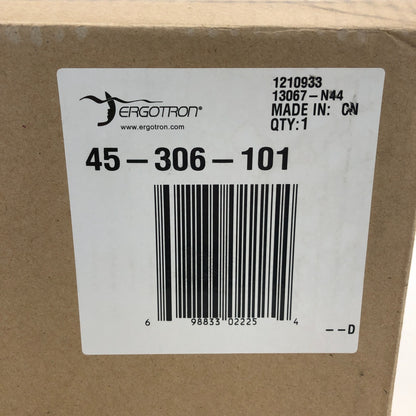 ERGOTRON®
www.ergotron.com
1210933
13067-N44
MADE IN: CN
QTY:1
45-306-101
6 98833 02225 4
--D